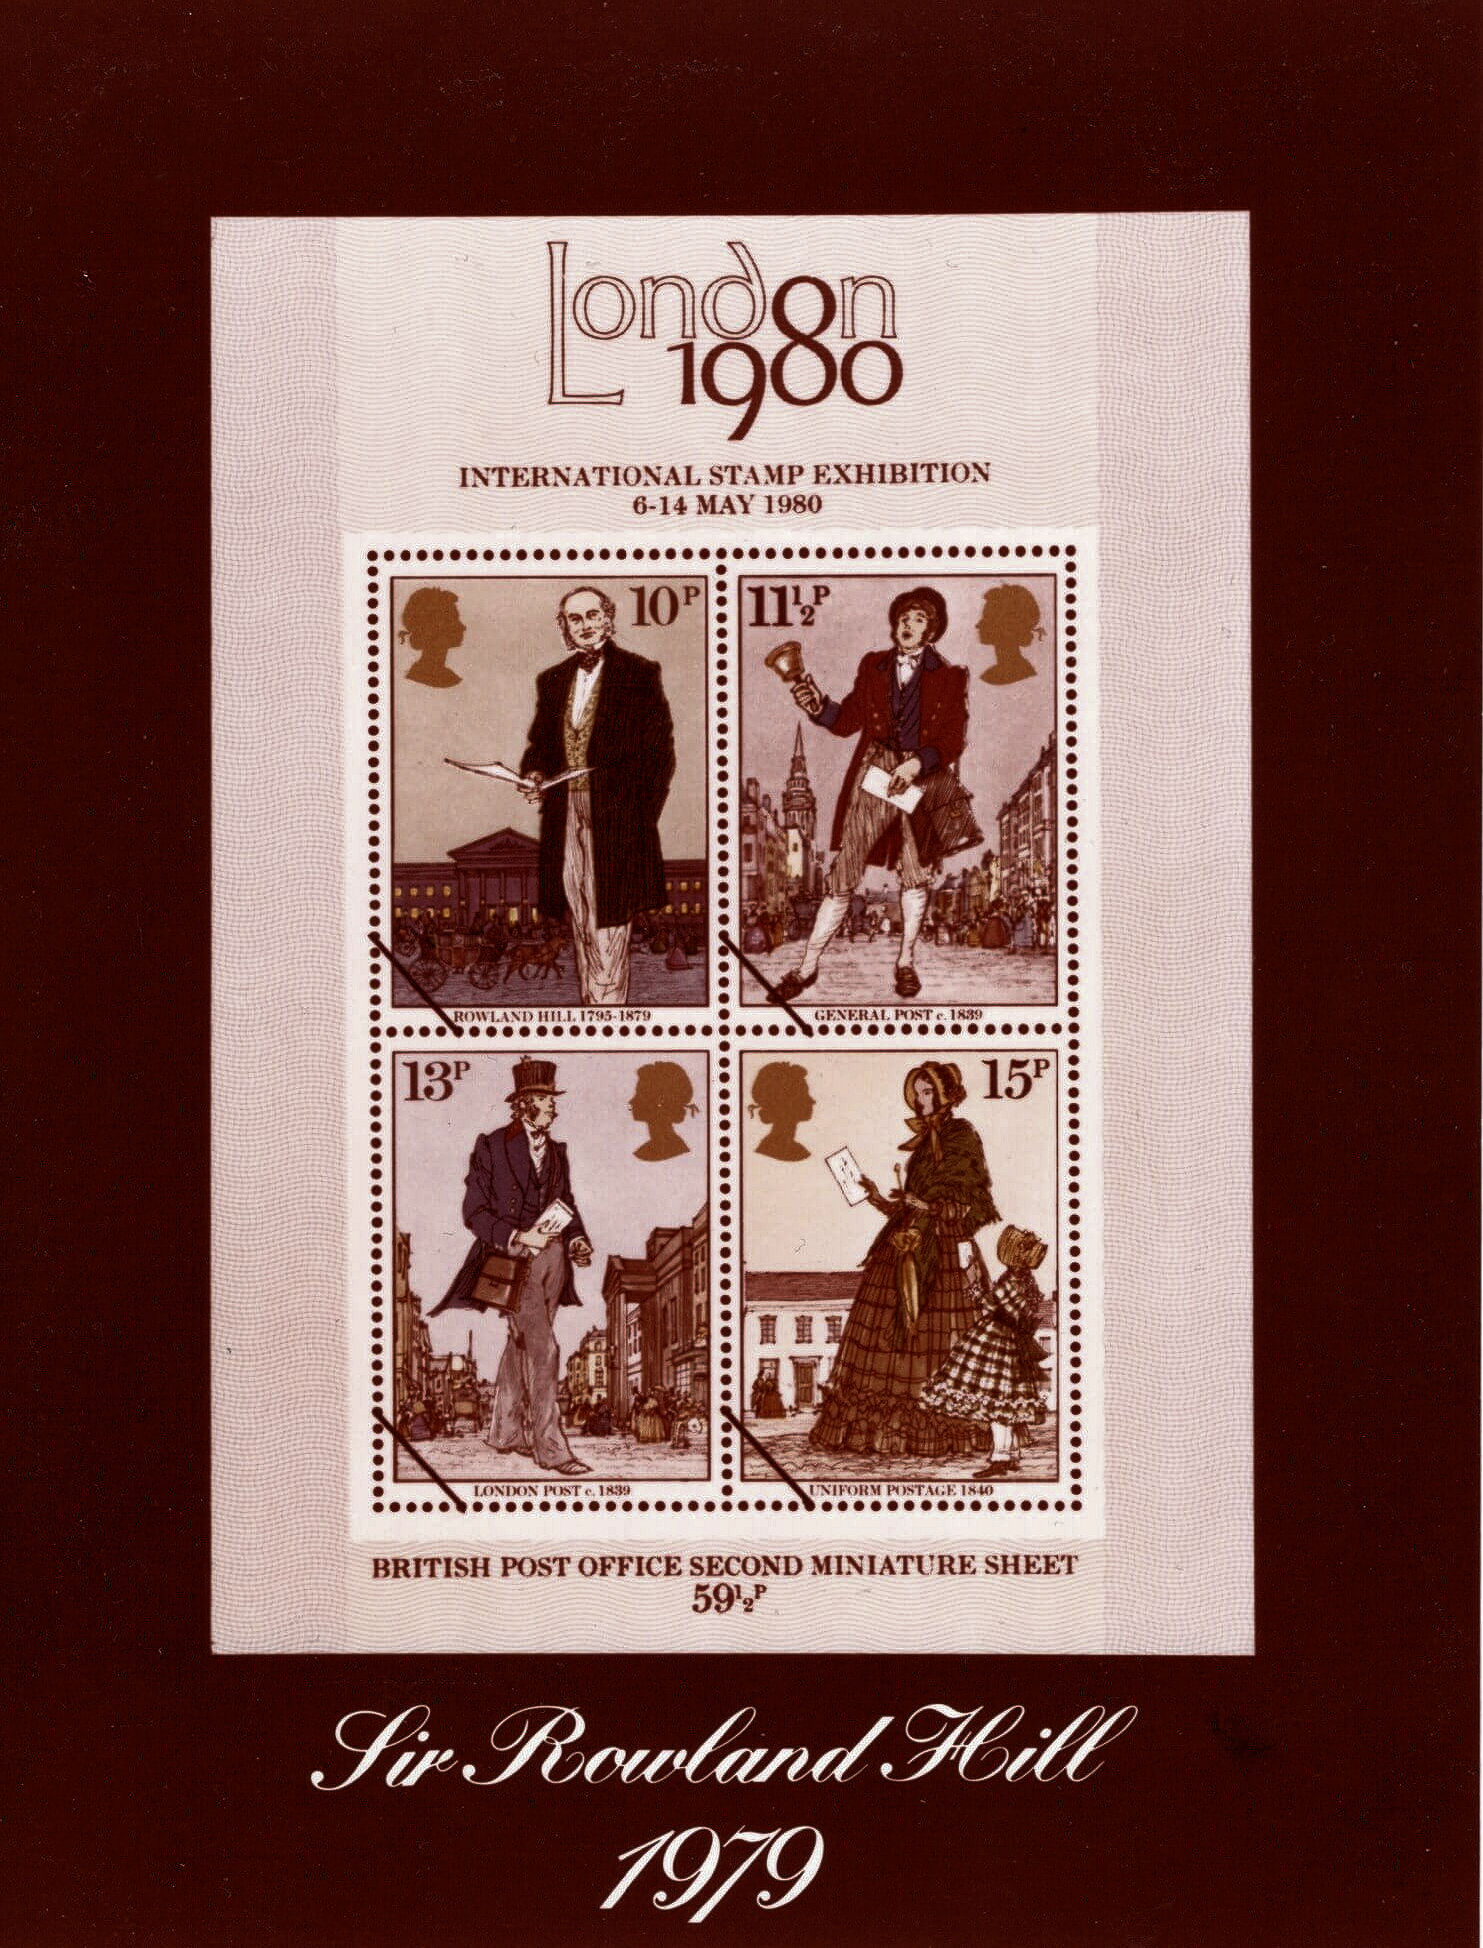 London
1980
INTERNATIONAL STAMP EXHIBITION
6-14 MAY 1980
10P
11½P
ROWLAND HILL 1795-1879
GENERAL POST c. 1839
13P
15P
LONDON POST c. 1839
UNIFORM POSTAGE 1840
BRITISH POST OFFICE SECOND MINIATURE SHEET
59½P
Sir Rowland Hill
1979